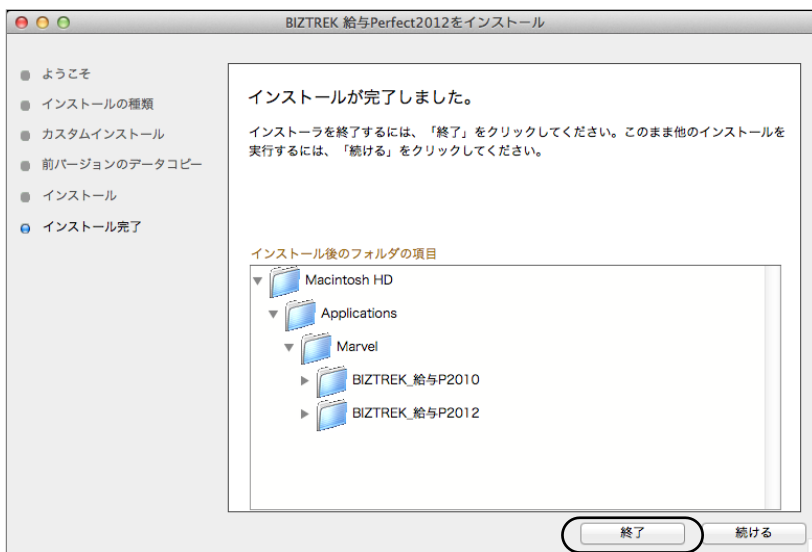 BIZTREK 給与Perfect2012をインストール
ようこそ
インストールの種類
カスタムインストール
前バージョンのデータコピー
インストール
インストール完了
インストールが完了しました。
インストーラを終了するには、「終了」をクリックしてください。このまま他のインストールを
実行するには、「続ける」をクリックしてください。
インストール後のフォルダの項目
Macintosh HD
Applications
Marvel
BIZTREK_給与P2010
BIZTREK_給与P2012
終了
続ける